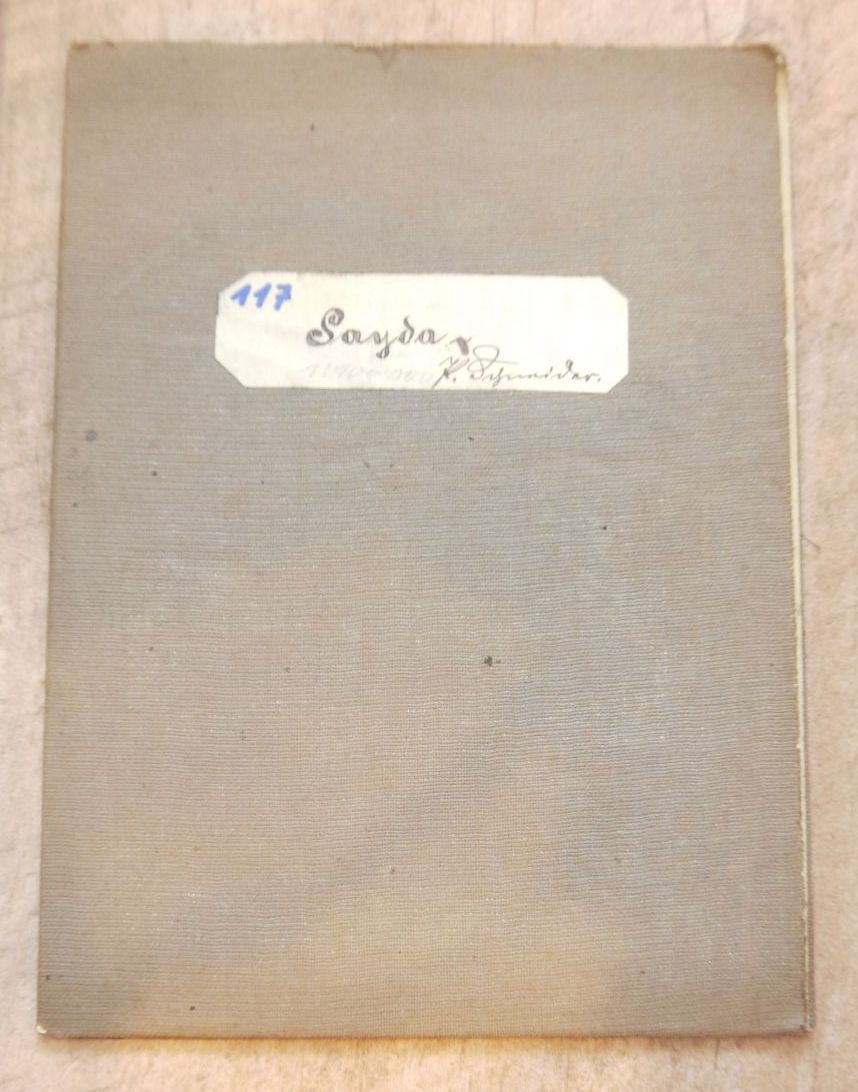 117
Sayda
P. Schneider.